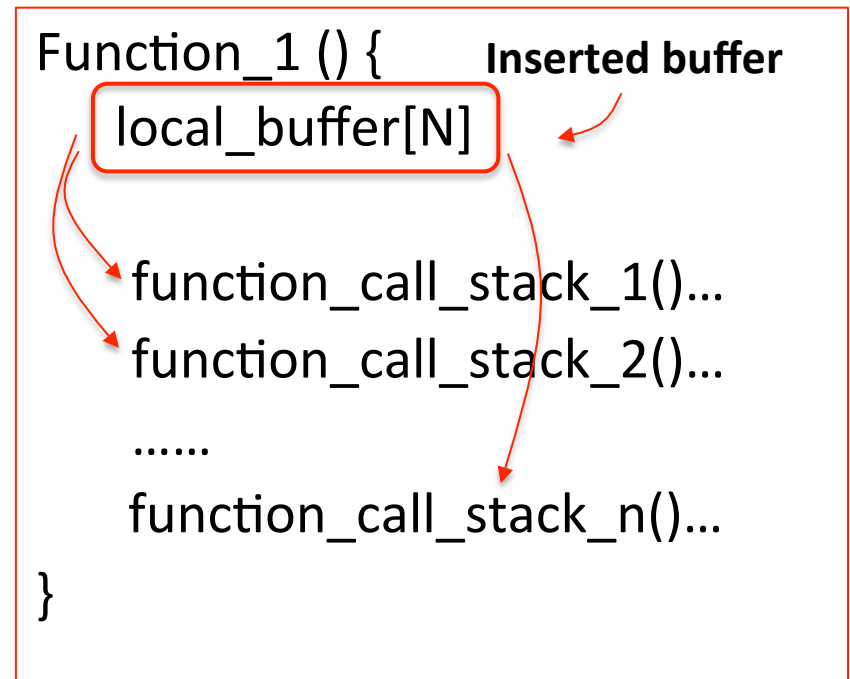 Function_1 () {
Inserted buffer
local_buffer[N]
function_call_stack_1()...
function_call_stack_2()...
......
function_call_stack_n()...
}